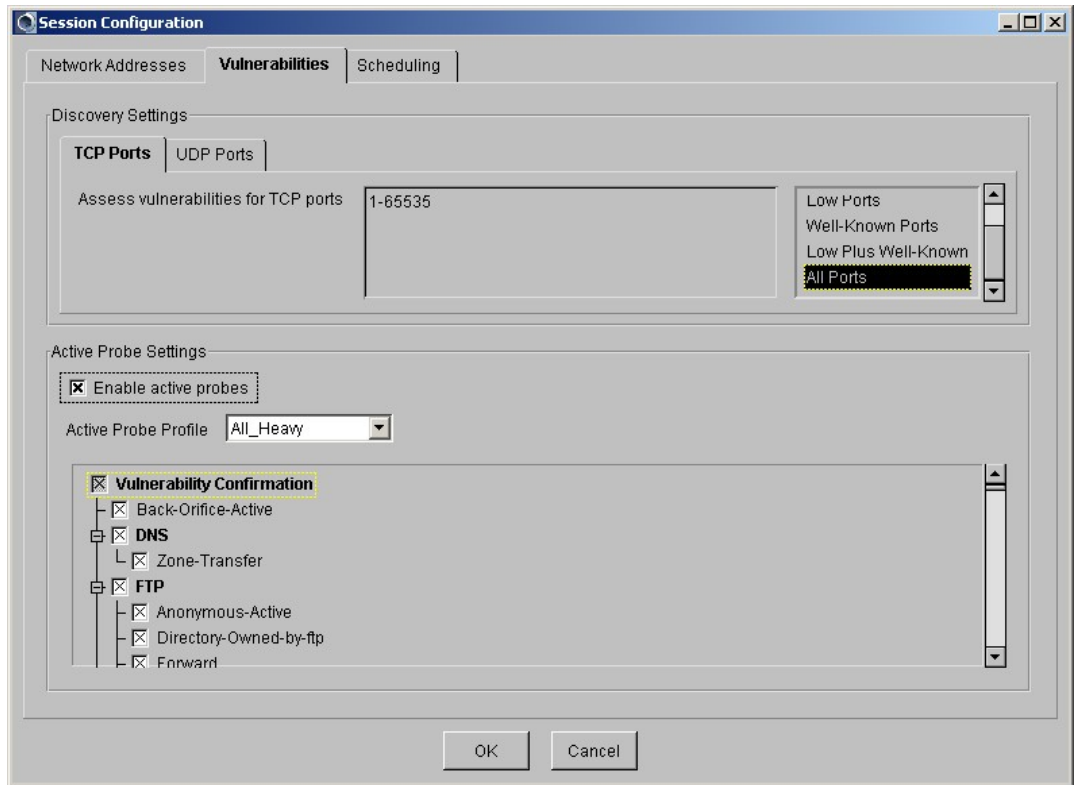 Session Configuration
Network Addresses Vulnerabilities Scheduling
Discovery Settings
TCP Ports UDP Ports
Assess vulnerabilities for TCP ports 1-65535
Low Ports
Well-Known Ports
Low Plus Well-Known
All Ports
Active Probe Settings
Enable active probes
Active Probe Profile All_Heavy
Vulnerability Confirmation
Back-Orifice-Active
DNS
Zone-Transfer
FTP
Anonymous-Active
Directory-Owned-by-ftp
Forward
OK Cancel